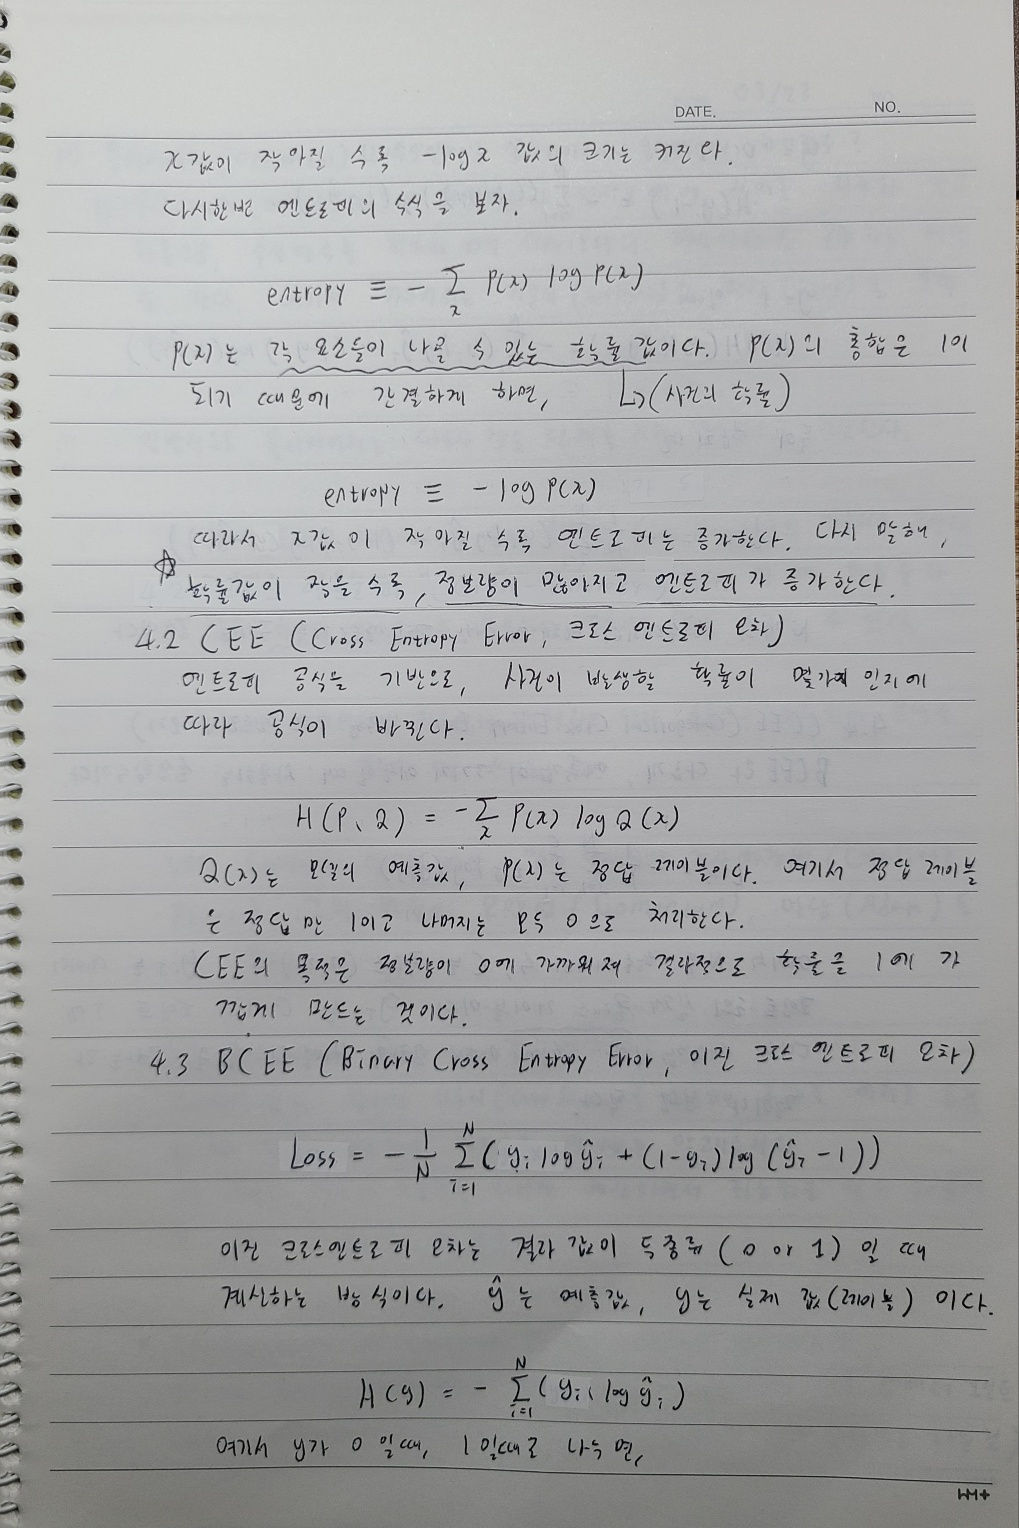 DATE. NO.
x값이 작아질 수록 -log x 값의 크기는 커진다.
다시한번 엔트로피의 수식을 보자.
entropy ≡ - Σ_x P(x) log P(x)
P(x)는 각 요소들이 나올 수 있는 확률값이다. P(x)의 총합은 1이
되기 때문에 간결하게 하면, ↳(사건의 확률)
entropy ≡ - log P(x)
따라서 x값이 작아질 수록 엔트로피는 증가한다. 다시 말해,
☆ 확률값이 작을 수록, 정보량이 많아지고 엔트로피가 증가한다.
4.2 CEE (Cross Entropy Error, 크로스 엔트로피 오차)
엔트로피 공식을 기반으로, 사건이 발생할 확률이 몇가지 인지에
따라 공식이 바뀐다.
H(P, Q) = - Σ_x P(x) log Q(x)
Q(x)는 모델의 예측값, P(x)는 정답 레이블이다. 여기서 정답 레이블
은 정답만 1이고 나머지는 모두 0으로 처리한다.
CEE의 목적은 정보량이 0에 가까워져 결과적으로 확률을 1에 가
깝게 만드는 것이다.
4.3 BCEE (Binary Cross Entropy Error, 이진 크로스 엔트로피 오차)
Loss = - 1/N Σ_{i=1}^{N} (y_i log ŷ_i + (1-y_i) log (ŷ_i - 1))
이진 크로스엔트로피 오차는 결과 값이 두종류 (0 or 1) 일 때
계산하는 방식이다. ŷ는 예측값, y는 실제 값(레이블) 이다.
H(y) = - Σ_{i=1}^{N} (y_i log ŷ_i)
여기서 y가 0 일때, 1 일때로 나누면,